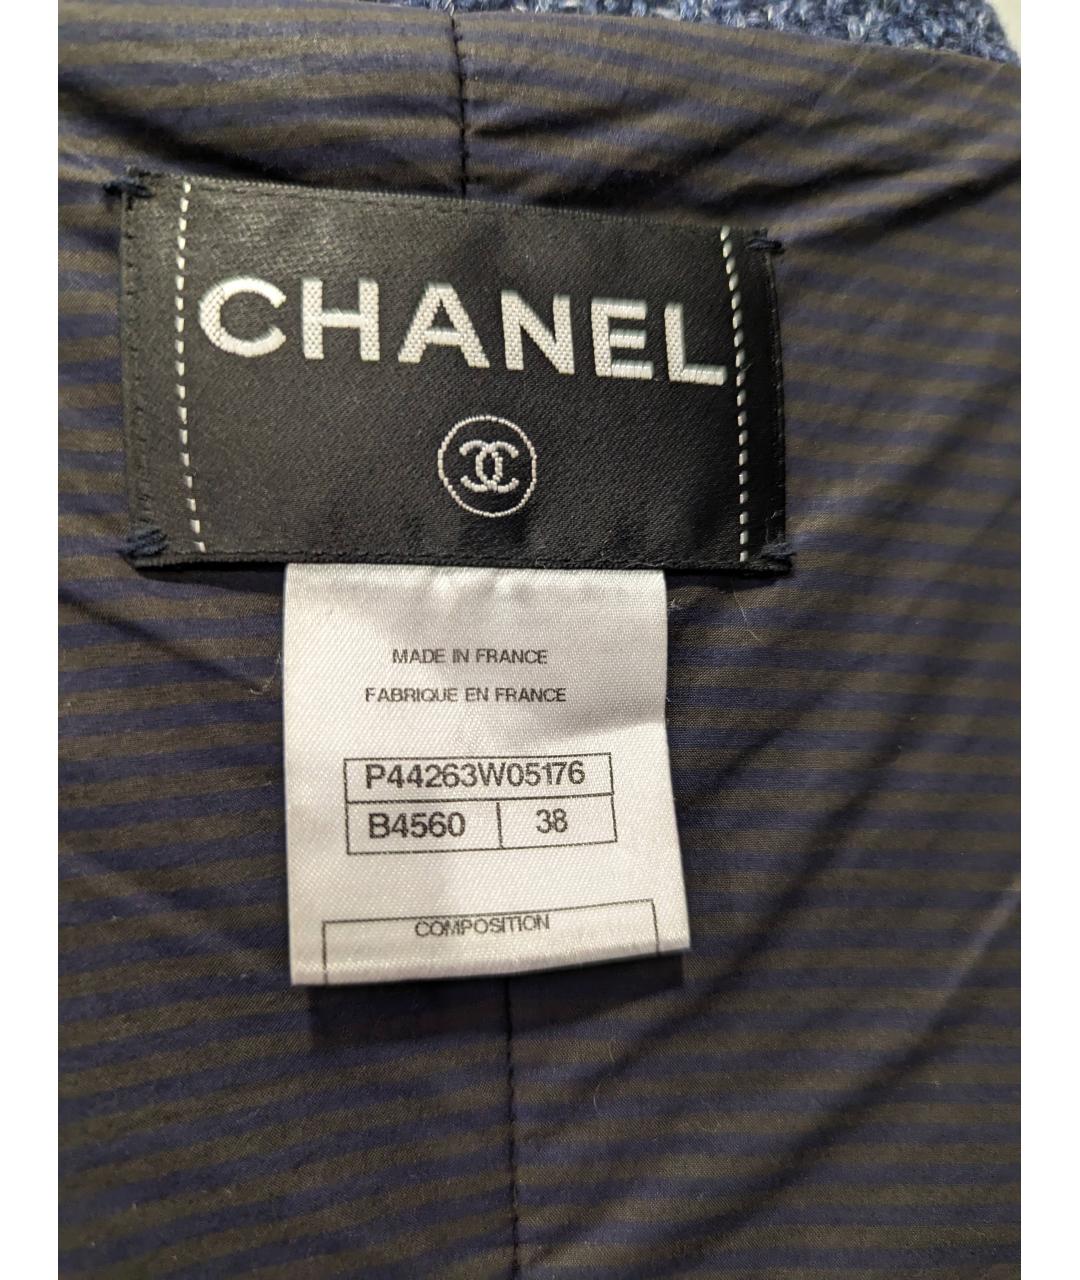 CHANEL
MADE IN FRANCE
FABRIQUE EN FRANCE
P44263W05176
B4560 38
COMPOSITION